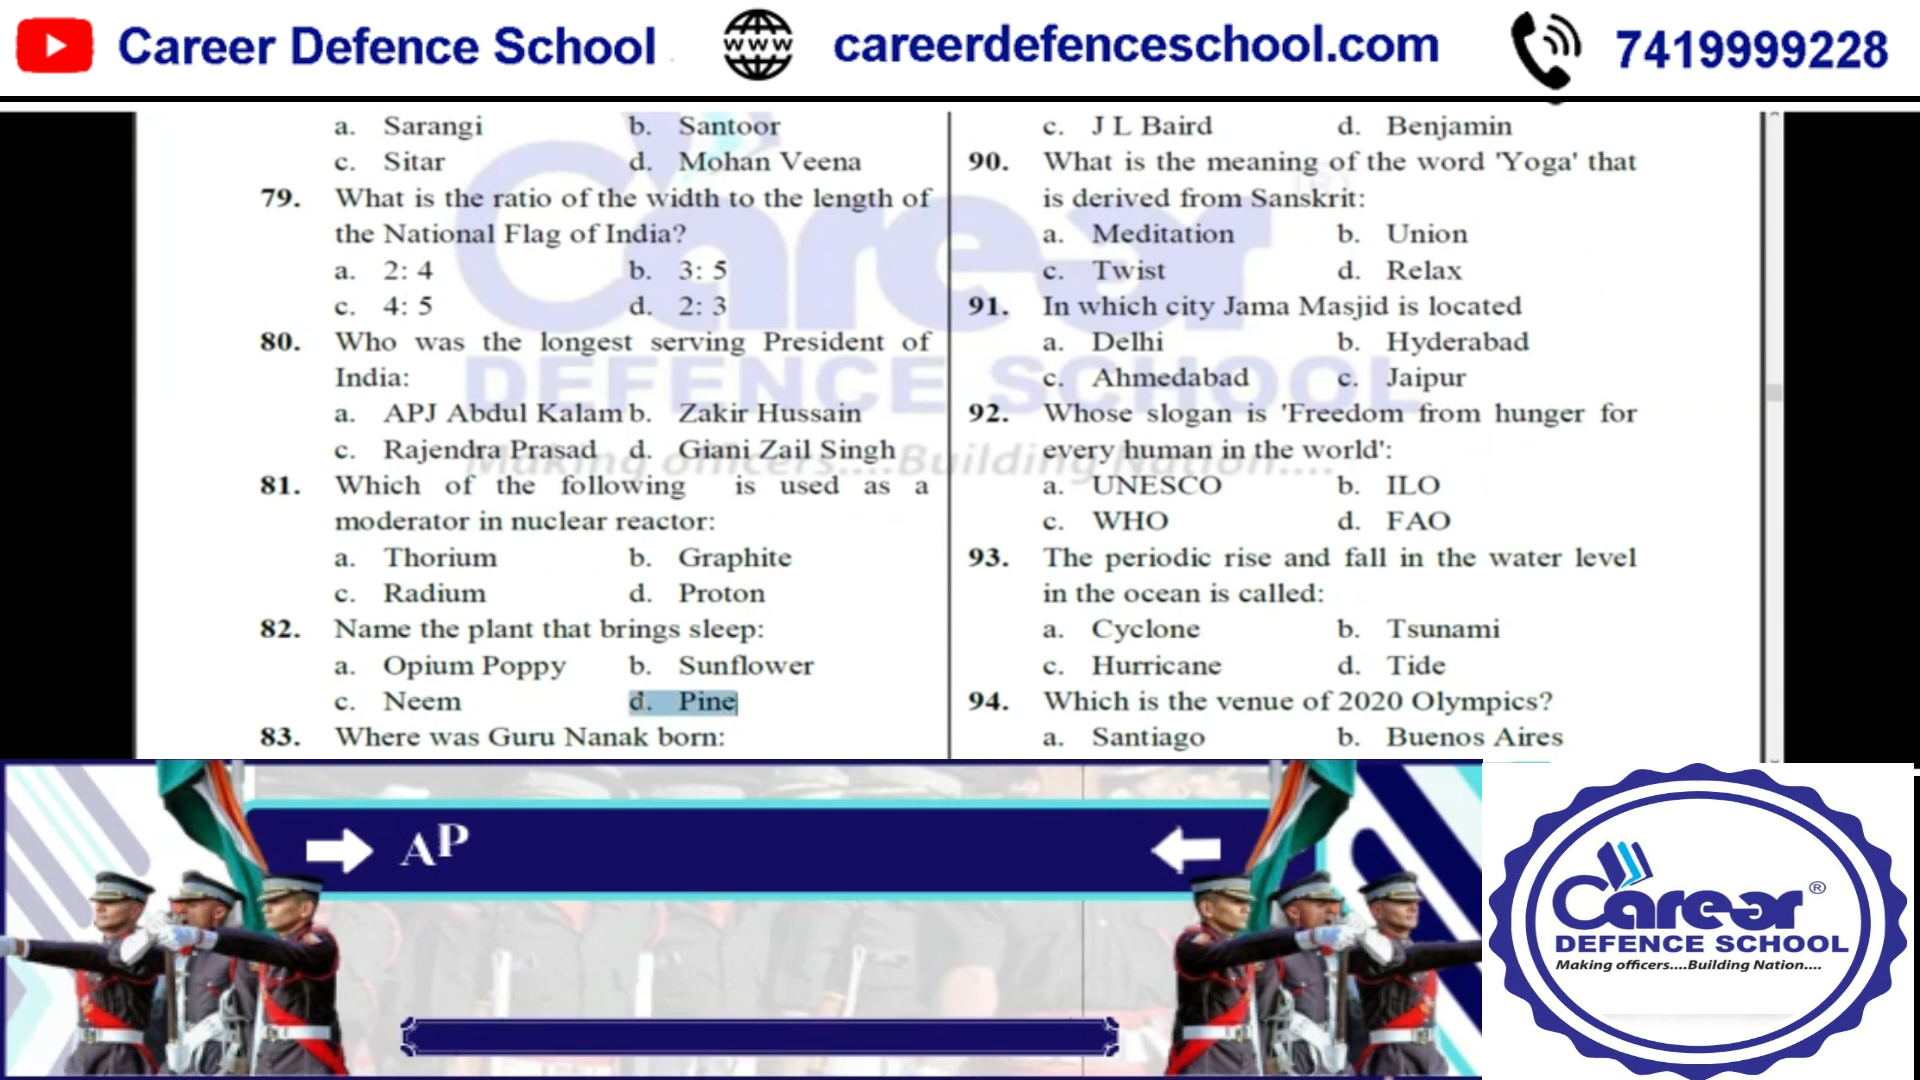 Career Defence School
www
careerdefenceschool.com
7419999228
a. Sarangi b. Santoor
c. Sitar d. Mohan Veena
79. What is the ratio of the width to the length of
the National Flag of India?
a. 2: 4 b. 3: 5
c. 4: 5 d. 2: 3
80. Who was the longest serving President of
India:
a. APJ Abdul Kalam b. Zakir Hussain
c. Rajendra Prasad d. Giani Zail Singh
81. Which of the following is used as a
moderator in nuclear reactor:
a. Thorium b. Graphite
c. Radium d. Proton
82. Name the plant that brings sleep:
a. Opium Poppy b. Sunflower
c. Neem d. Pine
83. Where was Guru Nanak born:
c. J L Baird d. Benjamin
90. What is the meaning of the word 'Yoga' that
is derived from Sanskrit:
a. Meditation b. Union
c. Twist d. Relax
91. In which city Jama Masjid is located
a. Delhi b. Hyderabad
c. Ahmedabad c. Jaipur
92. Whose slogan is 'Freedom from hunger for
every human in the world':
a. UNESCO b. ILO
c. WHO d. FAO
93. The periodic rise and fall in the water level
in the ocean is called:
a. Cyclone b. Tsunami
c. Hurricane d. Tide
94. Which is the venue of 2020 Olympics?
a. Santiago b. Buenos Aires
Career ®
DEFENCE SCHOOL
Making officers....Building Nation....
AP
Career ®
DEFENCE SCHOOL
Making officers....Building Nation....